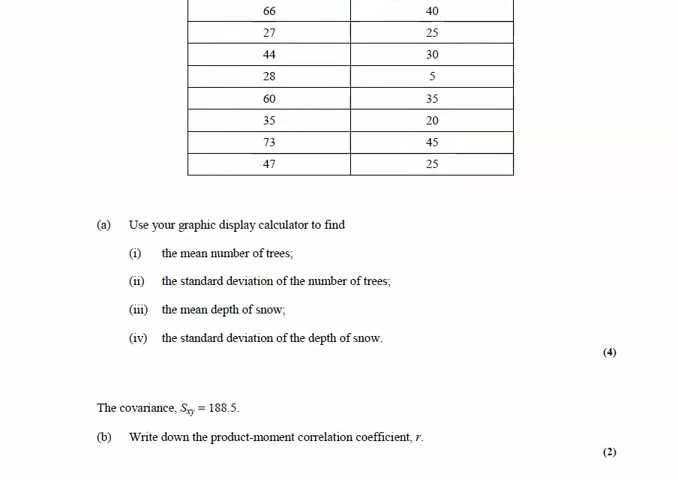 66 40
27 25
44 30
28 5
60 35
35 20
73 45
47 25
(a) Use your graphic display calculator to find
(i) the mean number of trees;
(ii) the standard deviation of the number of trees;
(iii) the mean depth of snow;
(iv) the standard deviation of the depth of snow.
(4)
The covariance, Sxy = 188.5.
(b) Write down the product-moment correlation coefficient, r.
(2)